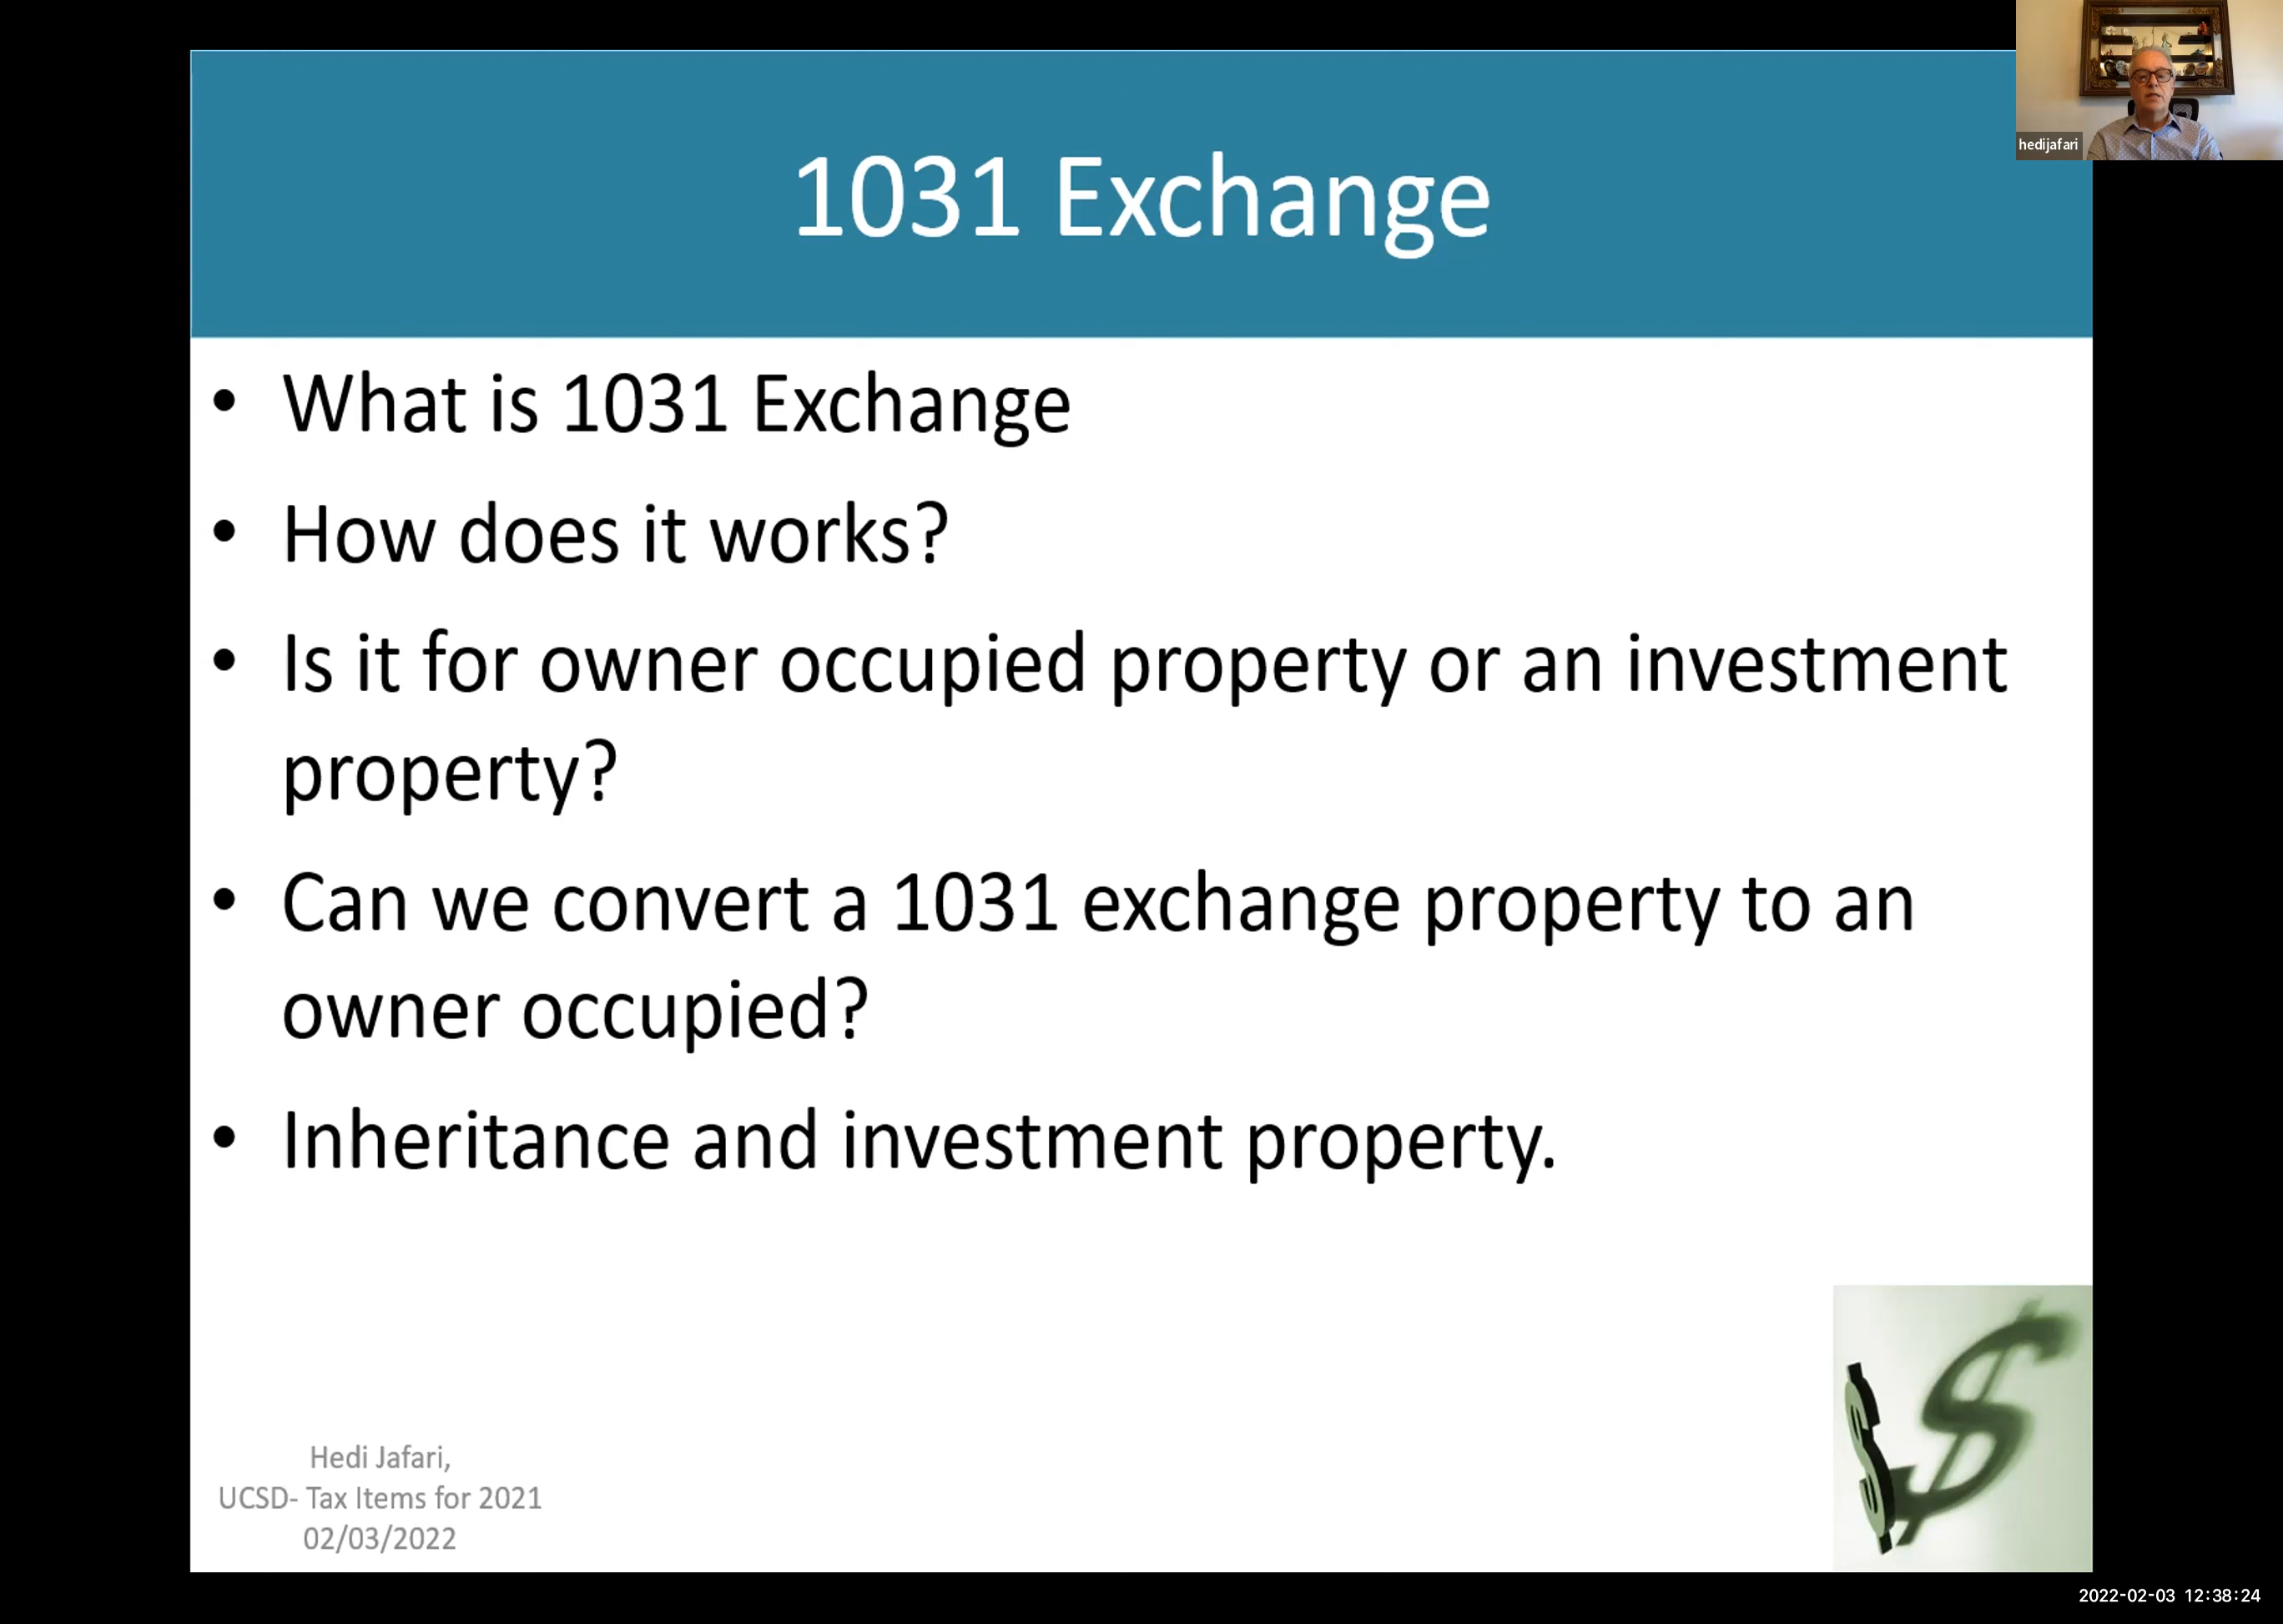 hedijafari
1031 Exchange
• What is 1031 Exchange
• How does it works?
• Is it for owner occupied property or an investment
property?
• Can we convert a 1031 exchange property to an
owner occupied?
• Inheritance and investment property.
Hedi Jafari,
UCSD- Tax Items for 2021
02/03/2022
2022-02-03 12:38:24